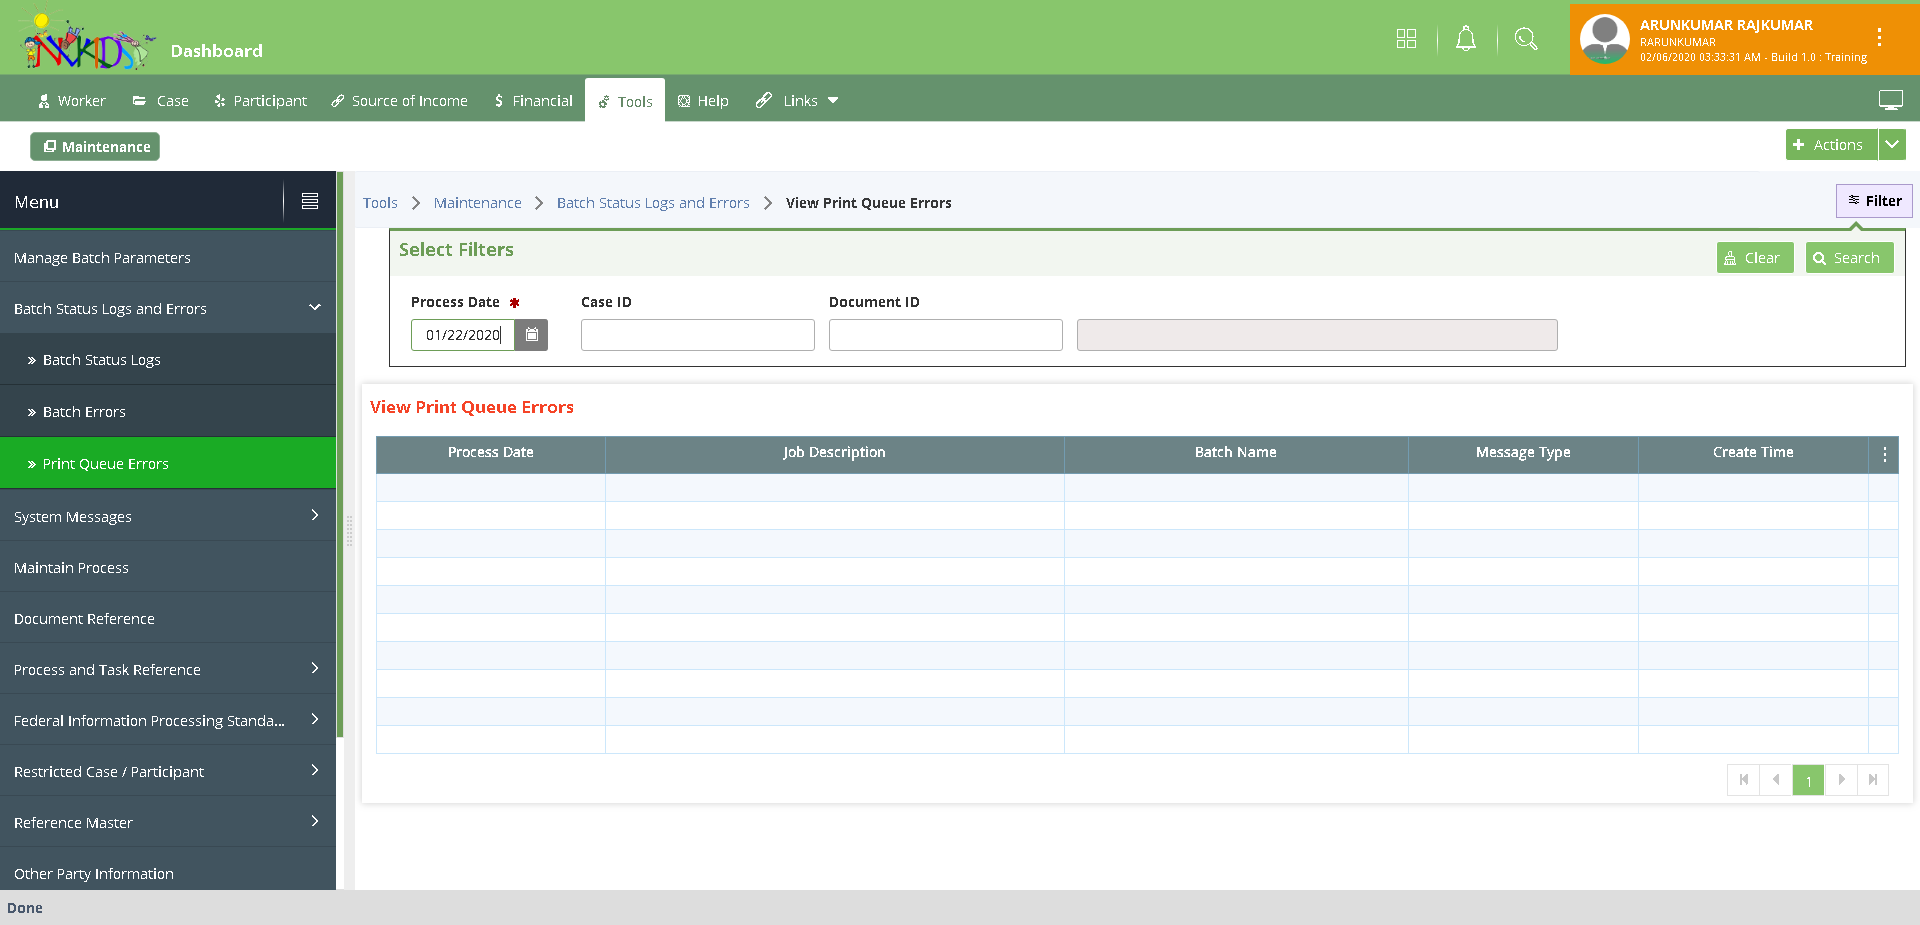 NVKIDS
Dashboard
ARUNKUMAR RAJKUMAR
RARUNKUMAR
02/06/2020 03:33:31 AM - Build 1.0 : Training
Worker
Case
Participant
Source of Income
$ Financial
Tools
Help
Links
Maintenance
+ Actions
Menu
Tools > Maintenance > Batch Status Logs and Errors > View Print Queue Errors
Filter
Manage Batch Parameters
Batch Status Logs and Errors
» Batch Status Logs
» Batch Errors
» Print Queue Errors
System Messages
Maintain Process
Document Reference
Process and Task Reference
Federal Information Processing Standa...
Restricted Case / Participant
Reference Master
Other Party Information
Select Filters
Clear
Search
Process Date *
Case ID
Document ID
01/22/2020
View Print Queue Errors
Process Date
Job Description
Batch Name
Message Type
Create Time
1
Done